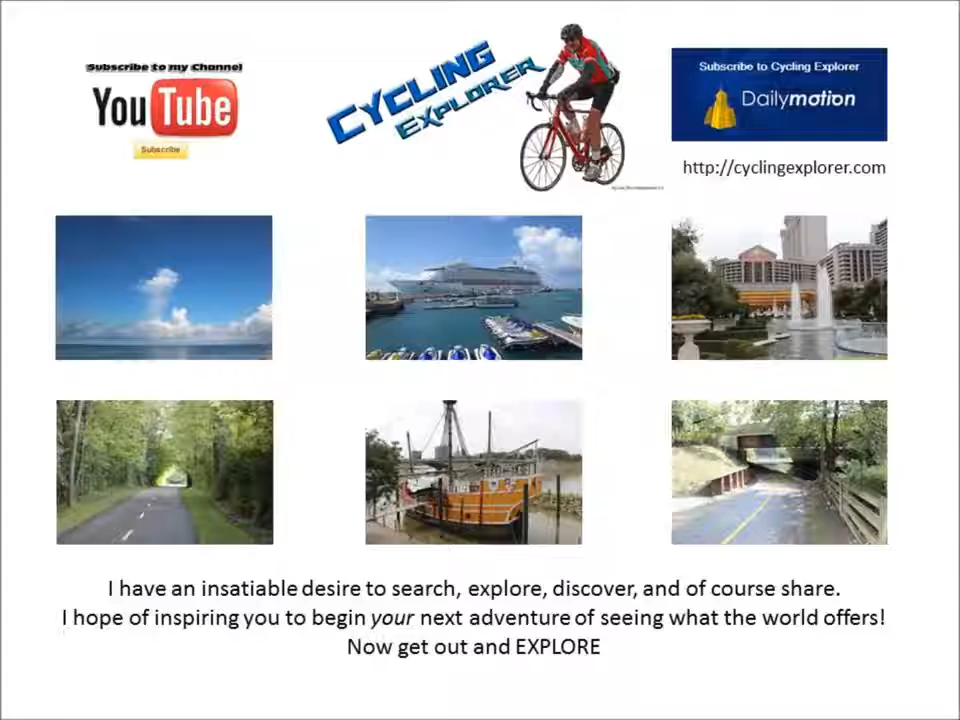 Subscribe to my Channel
YouTube
Subscribe
CYCLING
EXPLORER
Subscribe to Cycling Explorer
Dailymotion
http://cyclingexplorer.com
I have an insatiable desire to search, explore, discover, and of course share.
I hope of inspiring you to begin your next adventure of seeing what the world offers!
Now get out and EXPLORE